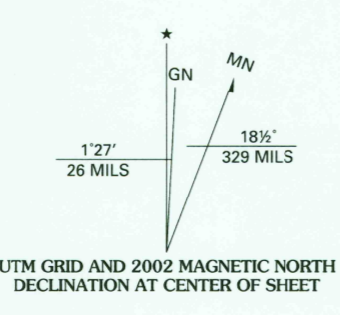 ★
GN
MN
1°27'
26 MILS
18½°
329 MILS
UTM GRID AND 2002 MAGNETIC NORTH
DECLINATION AT CENTER OF SHEET